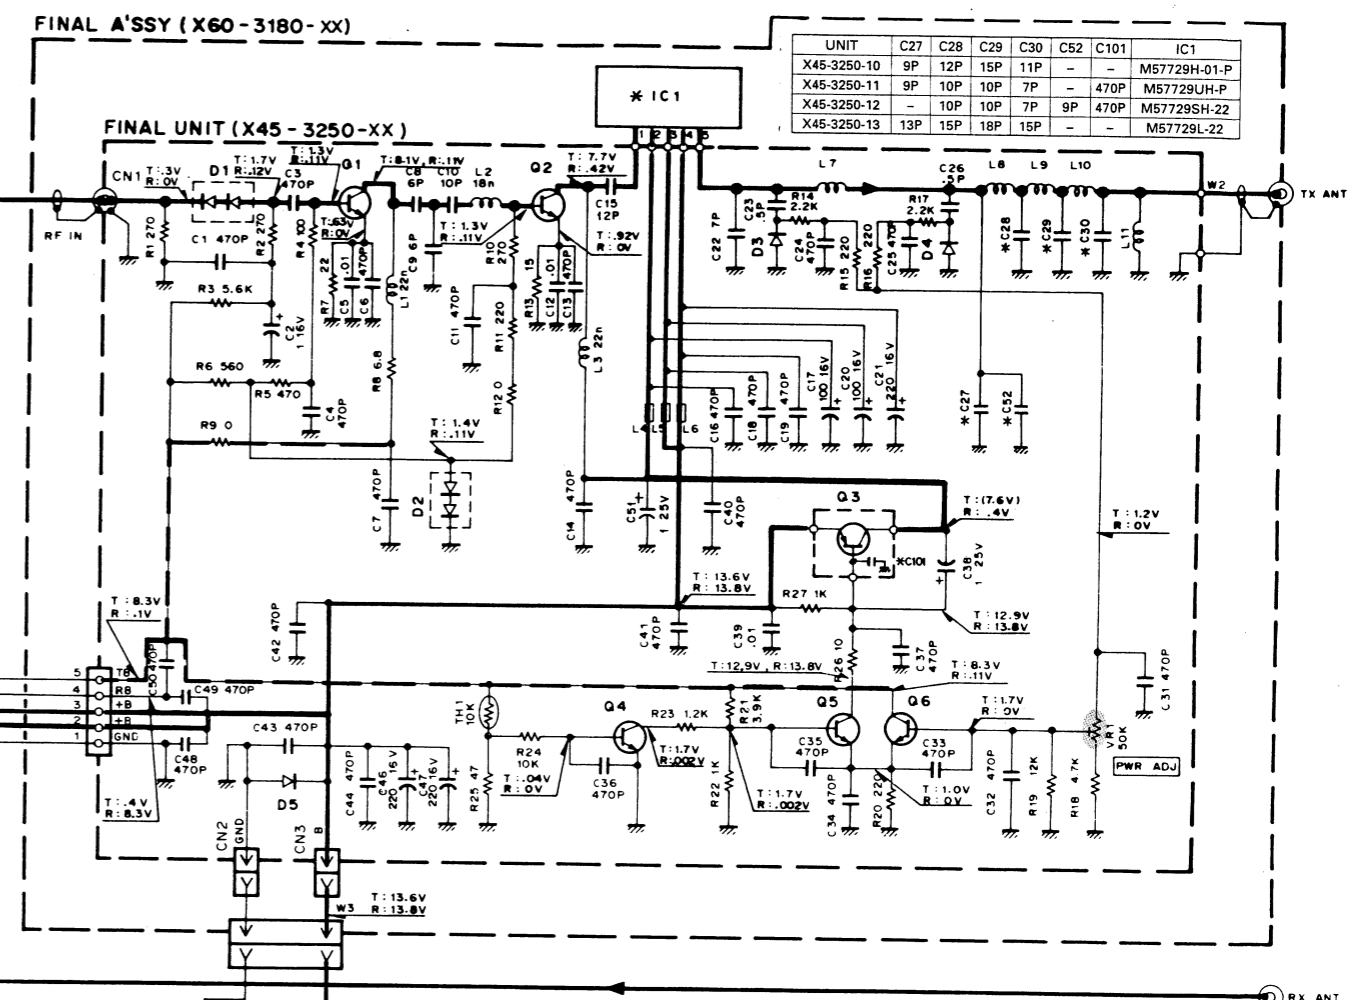 FINAL A'SSY (X60-3180-XX)
UNIT C27 C28 C29 C30 C52 C101 IC1
X45-3250-10 9P 12P 15P 11P – – M57729H-01-P
X45-3250-11 9P 10P 10P 7P – 470P M57729UH-P
X45-3250-12 – 10P 10P 7P 9P 470P M57729SH-22
X45-3250-13 13P 15P 18P 15P – – M57729L-22
* IC1
FINAL UNIT (X45-3250-XX)
1 2 3 4 5
CN1
T:.3V
R:0V
D1
T:1.7V
R:.12V
C3
470P
T:1.3V
R:.11V
Q1
T:8.1V, R:.11V
C8
6P
C10
10P
L2
18n
Q2
T:7.7V
R:.42V
C15
12P
L7
C26
.5P
L8
L9
L10
W2
TX ANT
RF IN
R1 270
C1 470P
R2 270
R4 100
T:.63V
R:0V
R7 22
C5 .01
C6 470P
L1 22n
C9 6P
T:1.3V
R:.11V
R10 270
T:.92V
R:0V
R13 15
C12 .01
C13 470P
C22 7P
C23 .5P
D3
R14
2.2K
C24
470P
R15 220
R16 220
R17
2.2K
C25 470P
D4
*C28
*C29
*C30
L11
R3 5.6K
C2
1 16V
C11 470P
R11 220
L3 22n
R6 560
R5 470
R8 6.8
R12 0
C4
470P
R9 0
T:1.4V
R:.11V
L4
L5
L6
C16 470P
C18 470P
C19 470P
C17
100 16V
C20
100 16V
C21
220 16V
*C27
*C52
C7 470P
D2
C14 470P
C51
1 25V
C40
470P
Q3
*C101
T:(7.6V)
R:.4V
C38
1 25V
T:1.2V
R:0V
T:13.6V
R:13.8V
R27 1K
T:12.9V
R:13.8V
T:8.3V
R:.1V
C42 470P
C41
470P
C39
.01
R26 10
C37
470P
T:12.9V, R:13.8V
T:8.3V
R:.11V
5 T8
4 R8
3 +B
2 +B
1 GND
C50 470P
C49 470P
C48
470P
C43 470P
D5
TH1
10K
R24
10K
R25 47
Q4
R23 1.2K
R21
3.9K
T:1.7V
R:.002V
T:.04V
R:0V
C36
470P
R22 1K
T:1.7V
R:.002V
Q5
Q6
C35
470P
C33
470P
C34 470P
R20 220
T:1.0V
R:0V
T:1.7V
R:0V
C32 470P
R19 12K
R18 4.7K
VR1
50K
PWR ADJ
C31 470P
C44 470P
C46
220 16V
C47
220 16V
T:.4V
R:8.3V
CN2
GND
CN3
B
T:13.6V
R:13.8V
W3
RX ANT